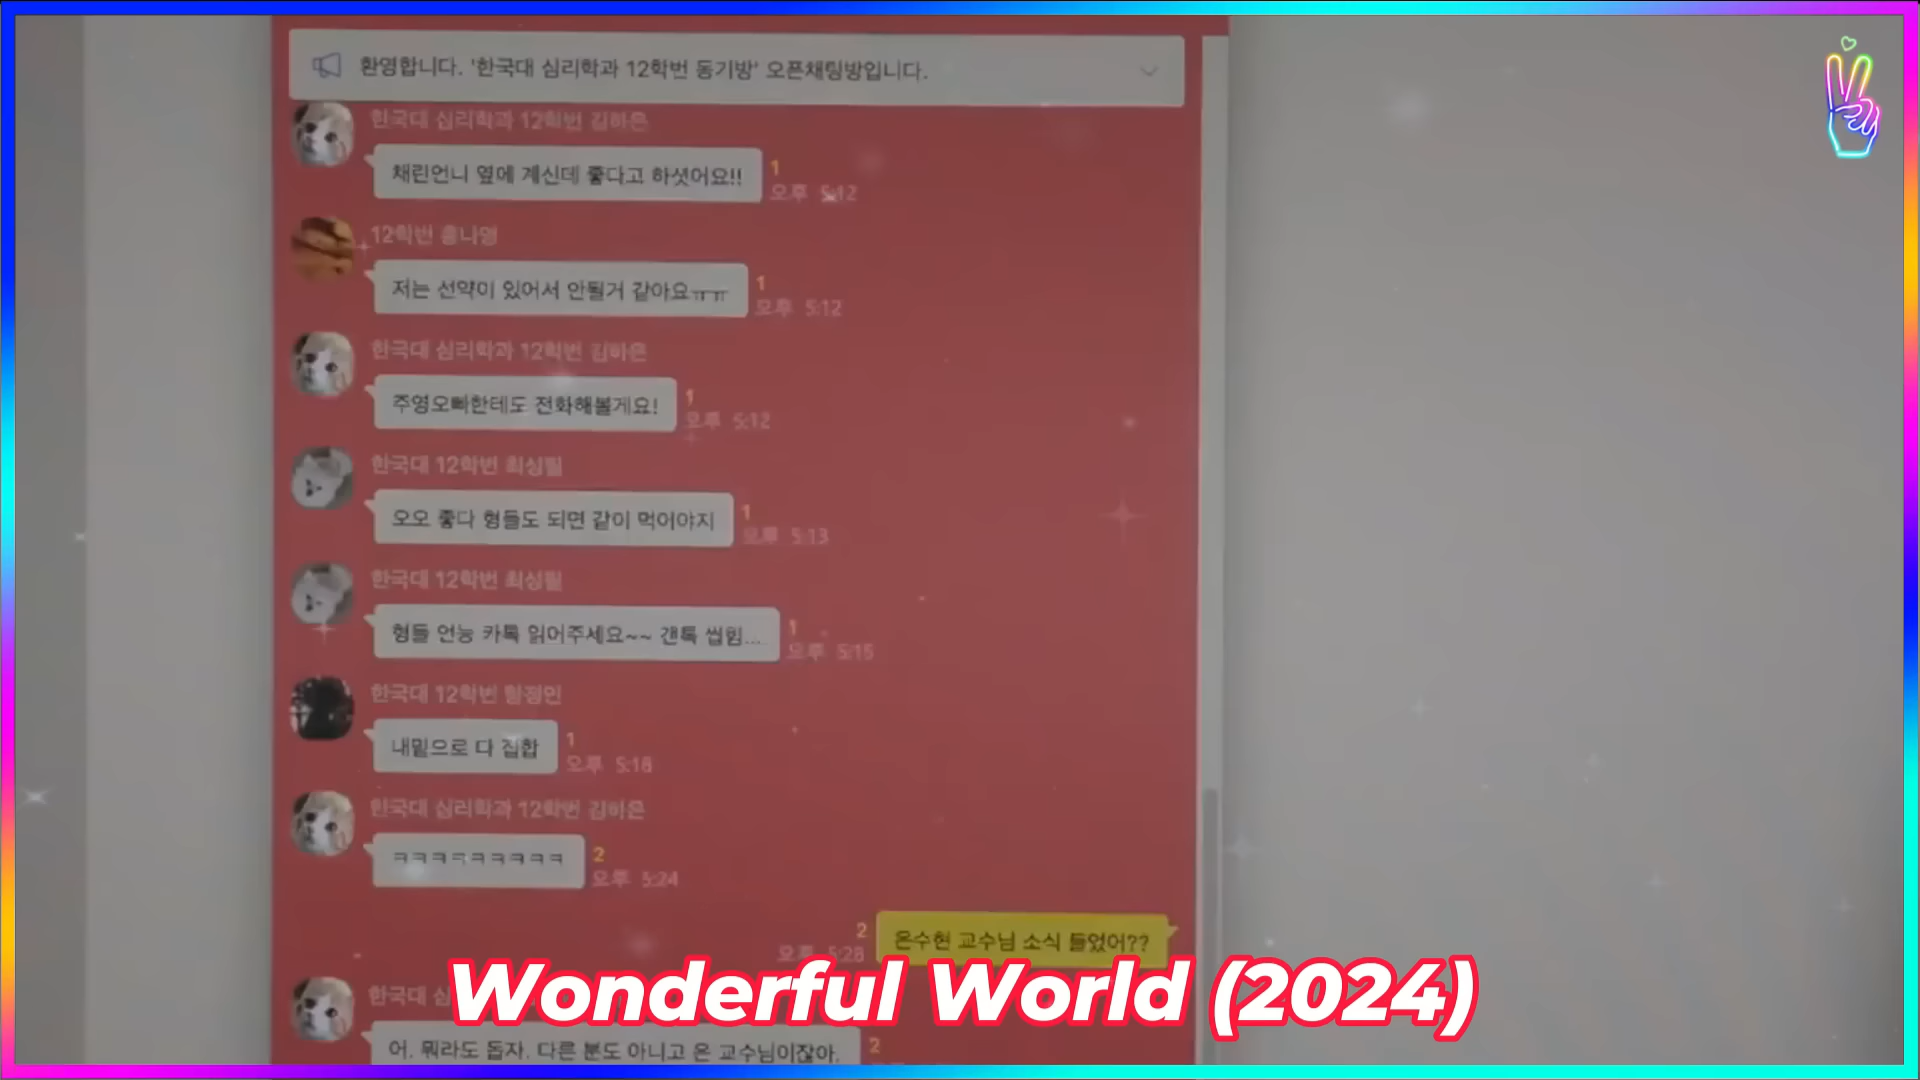 환영합니다. '한국대 심리학과 12학번 동기방' 오픈채팅방입니다.
한국대 심리학과 12학번 김하은
채린언니 옆에 계신데 좋다고 하셧어요!!
1
오후 5:12
12학번 홍나영
저는 선약이 있어서 안될거 같아요ㅠㅠ
1
오후 5:12
한국대 심리학과 12학번 김하은
주영오빠한테도 전화해볼게요!
1
오후 5:12
한국대 12학번
오오 좋다 형들도 되면 같이 먹어야지
1
오후 5:13
한국대 12학번
형들 언능 카톡 읽어주세요~~ 갠톡 씹힘....
1
오후 5:15
한국대 12학번
내밑으로 다 집합
1
오후 5:18
한국대 심리학과 12학번 김하은
ㅋㅋㅋㅋㅋㅋㅋㅋㅋ
2
오후 5:24
은수현 교수님 소식 들었어??
2
오후 5:28
한국대 심
어. 뭐라도 돕자. 다른 분도 아니고 은 교수님이잖아.
2
Wonderful World (2024)